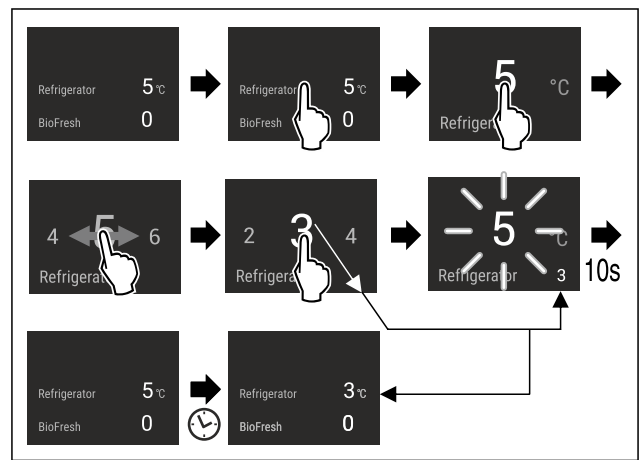 Refrigerator 5 °C
BioFresh 0
Refrigerator 5 °C
BioFresh 0
5 °C
Refriger
4 5 6
Refrigerat
2 3 4
Refrigera
5 °C
Refrigerator 3
10s
Refrigerator 5 °C
BioFresh 0
Refrigerator 3 °C
BioFresh 0